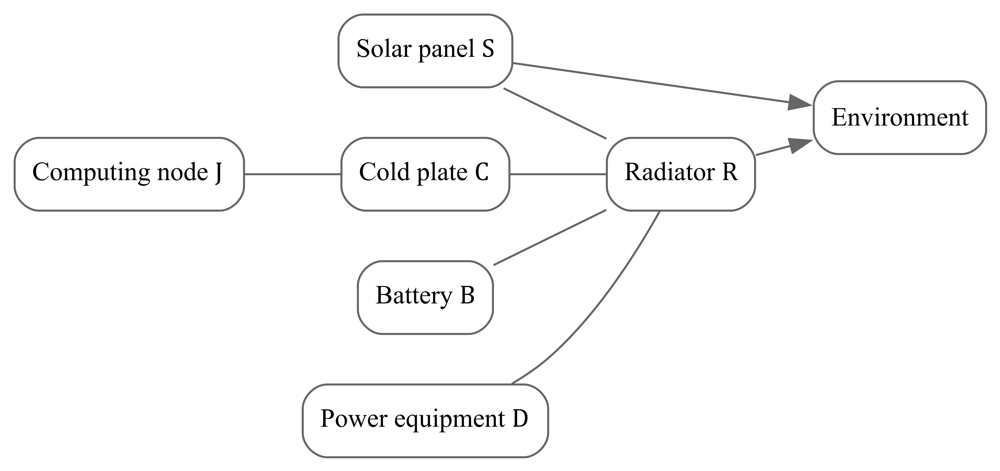 Solar panel S
Environment
Computing node J
Cold plate C
Radiator R
Battery B
Power equipment D